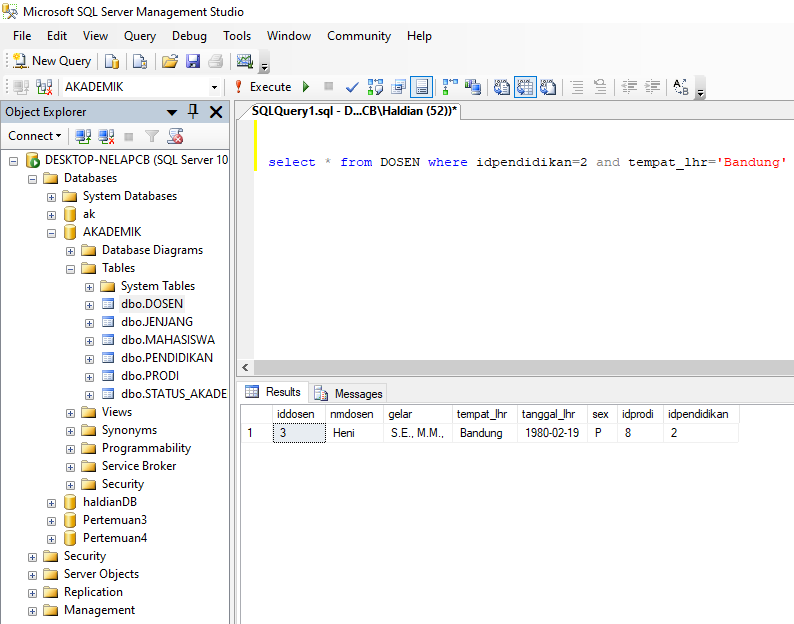 Microsoft SQL Server Management Studio
File Edit View Query Debug Tools Window Community Help
New Query
AKADEMIK Execute
Object Explorer
Connect
DESKTOP-NELAPCB (SQL Server 10
Databases
System Databases
ak
AKADEMIK
Database Diagrams
Tables
System Tables
dbo.DOSEN
dbo.JENJANG
dbo.MAHASISWA
dbo.PENDIDIKAN
dbo.PRODI
dbo.STATUS_AKADE
Views
Synonyms
Programmability
Service Broker
Security
haldianDB
Pertemuan3
Pertemuan4
Security
Server Objects
Replication
Management
SQLQuery1.sql - D...CB\Haldian (52))*
select * from DOSEN where idpendidikan=2 and tempat_lhr='Bandung'
Results Messages
iddosen nmdosen gelar tempat_lhr tanggal_lhr sex idprodi idpendidikan
1 3 Heni S.E., M.M., Bandung 1980-02-19 P 8 2